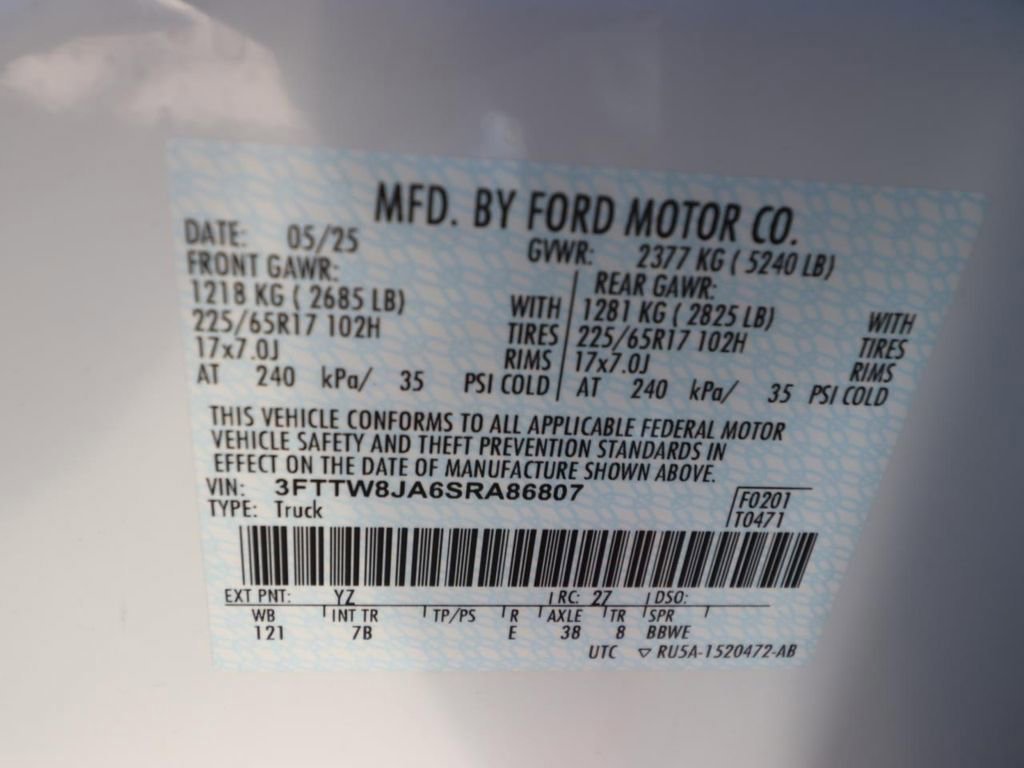 MFD. BY FORD MOTOR CO.
DATE: 05/25 GVWR: 2377 KG ( 5240 LB)
FRONT GAWR: REAR GAWR:
1218 KG ( 2685 LB) WITH 1281 KG ( 2825 LB) WITH
225/65R17 102H TIRES 225/65R17 102H TIRES
17x7.0J RIMS 17x7.0J RIMS
AT 240 kPa/ 35 PSI COLD AT 240 kPa/ 35 PSI COLD
THIS VEHICLE CONFORMS TO ALL APPLICABLE FEDERAL MOTOR
VEHICLE SAFETY AND THEFT PREVENTION STANDARDS IN
EFFECT ON THE DATE OF MANUFACTURE SHOWN ABOVE.
VIN: 3FTTW8JA6SRA86807 F0201
TYPE: Truck T0471
EXT PNT: YZ RC: 27 DSO:
WB INT TR TP/PS R AXLE TR SPR
121 7B E 38 8 BBWE
UTC ▽ RU5A-1520472-AB